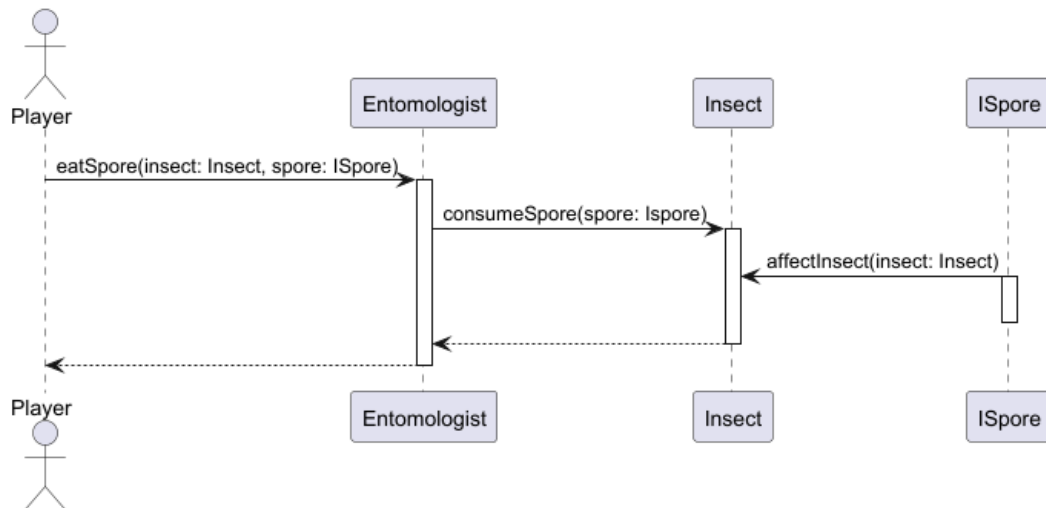 Player
Entomologist
Insect
ISpore
eatSpore(insect: Insect, spore: ISpore)
consumeSpore(spore: Ispore)
affectInsect(insect: Insect)
Player
Entomologist
Insect
ISpore